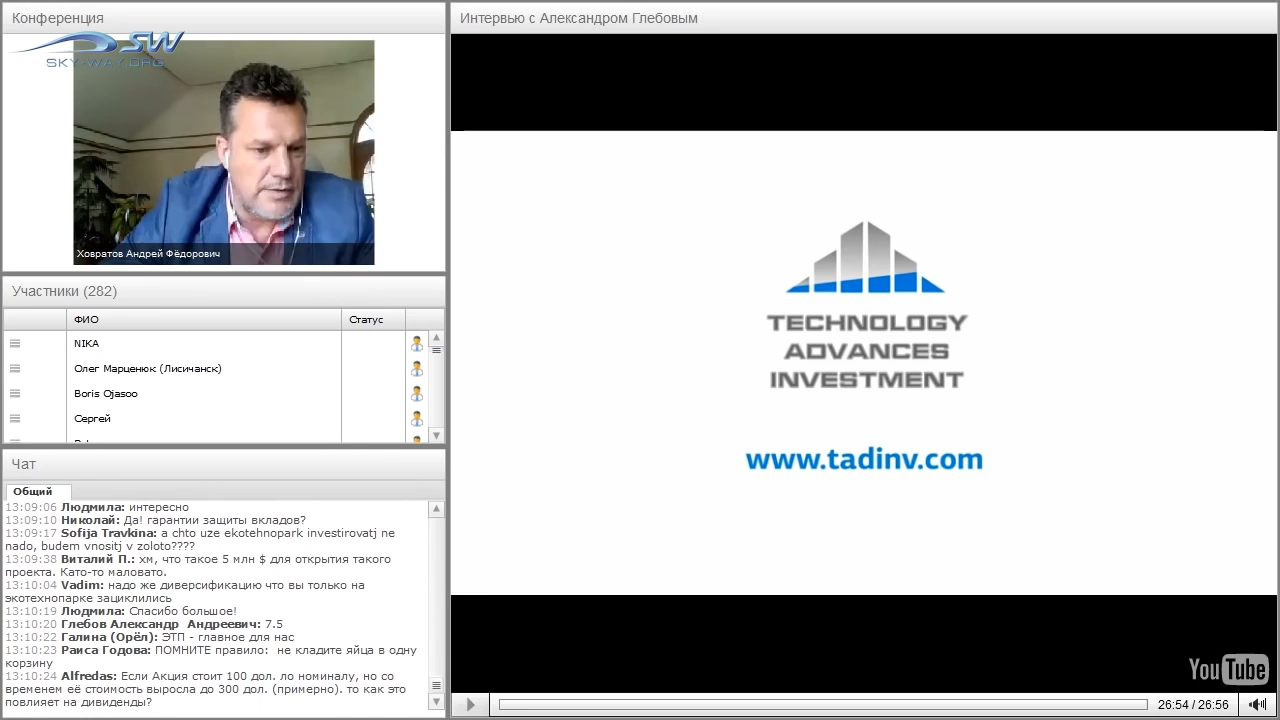 Конференция
SW
SKY-WAY.ORG
Ховратов Андрей Фёдорович
Участники (282)
ФИО Статус
NIKA
Олег Марценюк (Лисичанск)
Boris Ojasoo
Сергей
Чат
Общий
13:09:06 Людмила: интересно
13:09:10 Николай: Да! гарантии защиты вкладов?
13:09:17 Sofija Travkina: a chto uze ekotehnopark investirovatj ne
nado, budem vnositj v zoloto????
13:09:38 Виталий П.: хм, что такое 5 млн $ для открытия такого
проекта. Като-то маловато.
13:10:04 Vadim: надо же диверсификацию что вы только на
экотехнопарке зациклились
13:10:19 Людмила: Спасибо большое!
13:10:20 Глебов Александр Андреевич: 7.5
13:10:22 Галина (Орёл): ЭТП - главное для нас
13:10:23 Раиса Годова: ПОМНИТЕ правило: не кладите яйца в одну
корзину
13:10:24 Alfredas: Если Акция стоит 100 дол. ло номиналу, но со
временем её стоимость вырасла до 300 дол. (примерно). то как это
повлияет на дивиденды?
Интервью с Александром Глебовым
TECHNOLOGY
ADVANCES
INVESTMENT
www.tadinv.com
YouTube
26:54 / 26:56